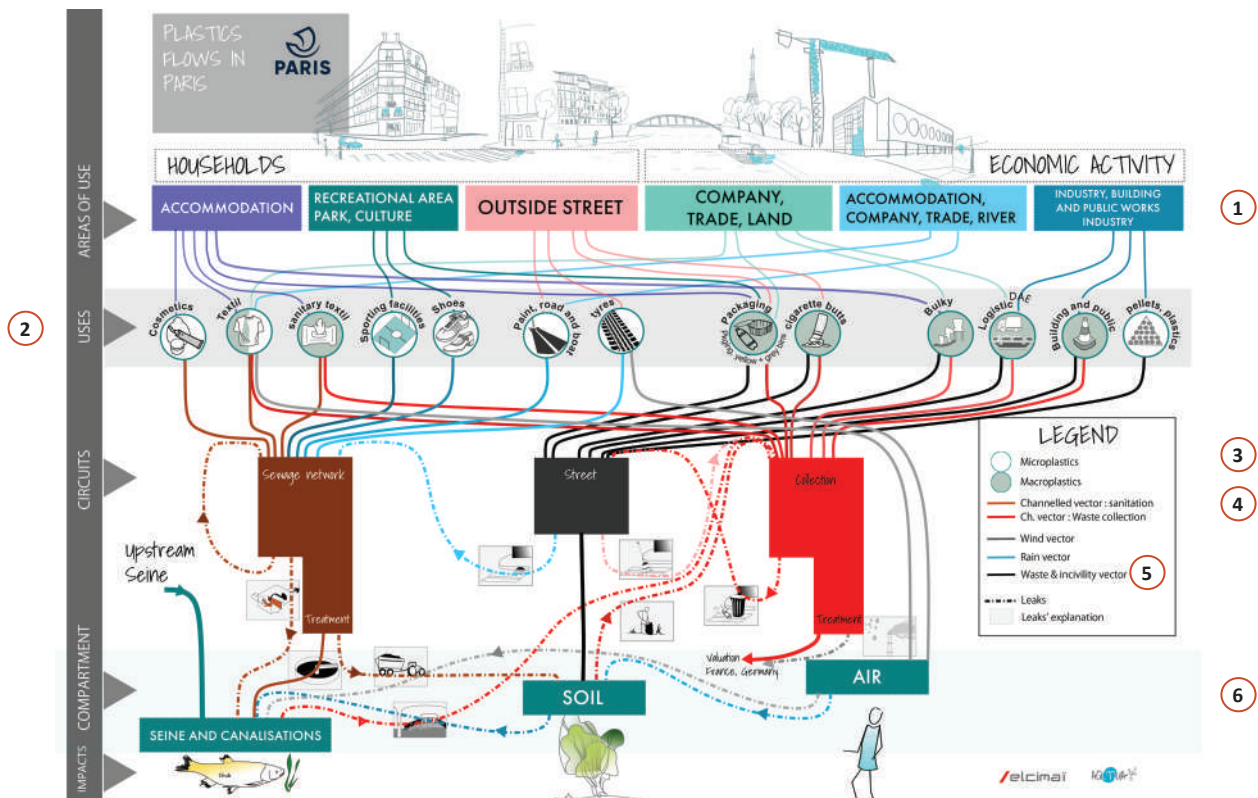 PLASTICS
FLOWS IN
PARIS
PARIS
HOUSEHOLDS
ECONOMIC ACTIVITY
AREAS OF USE
ACCOMMODATION
RECREATIONAL AREA
PARK, CULTURE
OUTSIDE STREET
COMPANY,
TRADE, LAND
ACCOMMODATION,
COMPANY, TRADE, RIVER
INDUSTRY, BUILDING
AND PUBLIC WORKS
INDUSTRY
1
2
USES
Cosmetics
Textil
sanitary textil
Sporting facilities
Shoes
Paint, road and
boat
tyres
Packaging
yellow + grey bins
cigarette butts
Bulky
Logistic
DAE
Building and public
pellets, plastics
CIRCUITS
Sewage network
Treatment
Street
Collection
Treatment
LEGEND
Microplastics
Macroplastics
Channelled vector : sanitation
Ch. vector : Waste collection
Wind vector
Rain vector
Waste & incivility vector
Leaks
Leaks' explanation
3
4
5
Upstream
Seine
Valuation
France, Germany
COMPARTMENT
SEINE AND CANALISATIONS
SOIL
AIR
6
IMPACTS
Chub
elcimaï